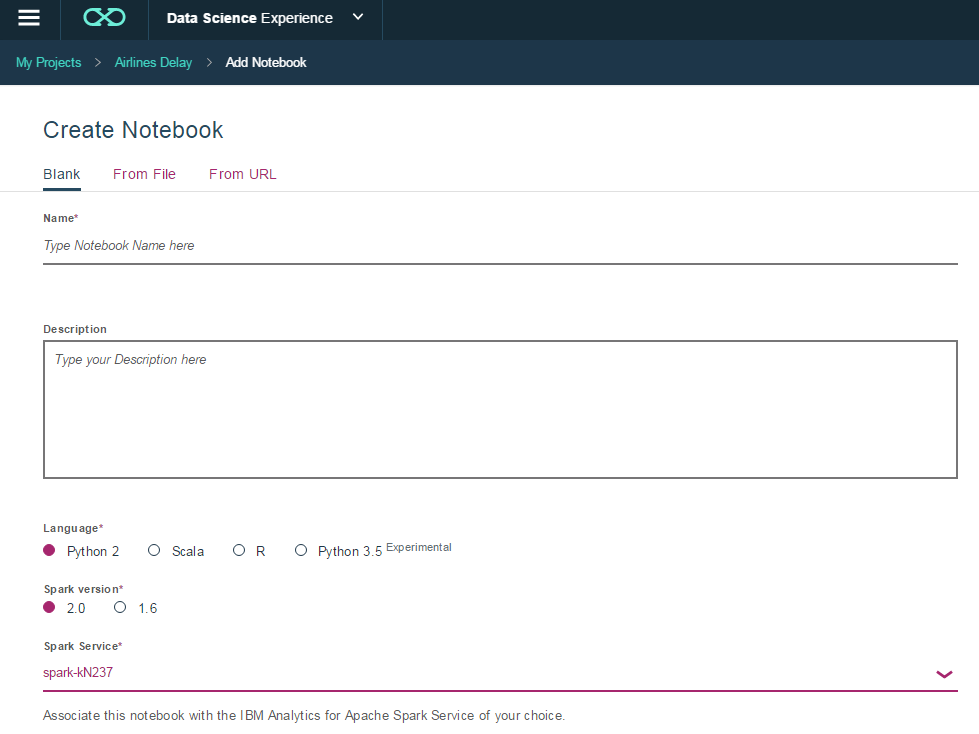 Data Science Experience
My Projects > Airlines Delay > Add Notebook
Create Notebook
Blank From File From URL
Name*
Type Notebook Name here
Description
Type your Description here
Language*
Python 2 Scala R Python 3.5 Experimental
Spark version*
2.0 1.6
Spark Service*
spark-kN237
Associate this notebook with the IBM Analytics for Apache Spark Service of your choice.